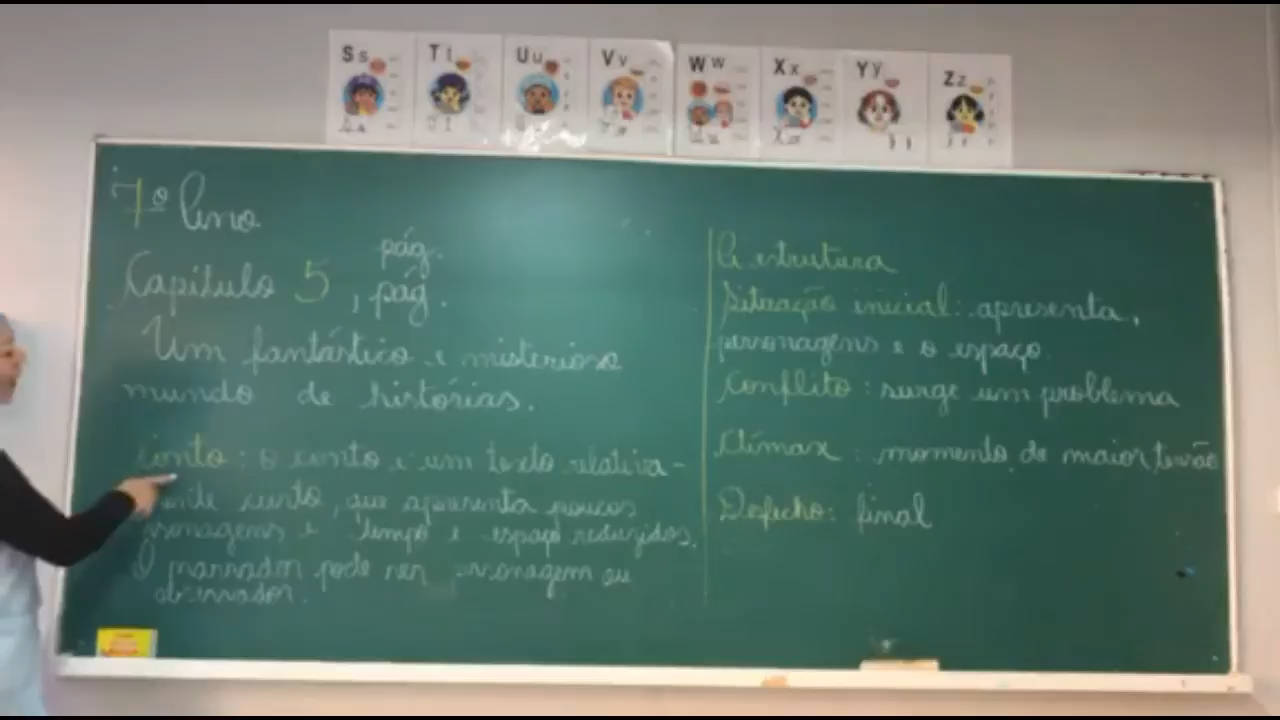 Ss
Tt
Uu
Vv
Ww
Xx
Yy
Zz
7º Ano
pág.
Capítulo 5, pág.
Um fantástico e misterioso
mundo de histórias.
Conto: o conto é um texto relativa-
mente curto, que apresenta poucos
personagens e tempo e espaço reduzidos.
O narrador pode ser personagem ou
observador.
A estrutura
Situação inicial: apresenta,
personagens e o espaço.
Conflito: surge um problema
Clímax: momento de maior tensão
Desfecho: final